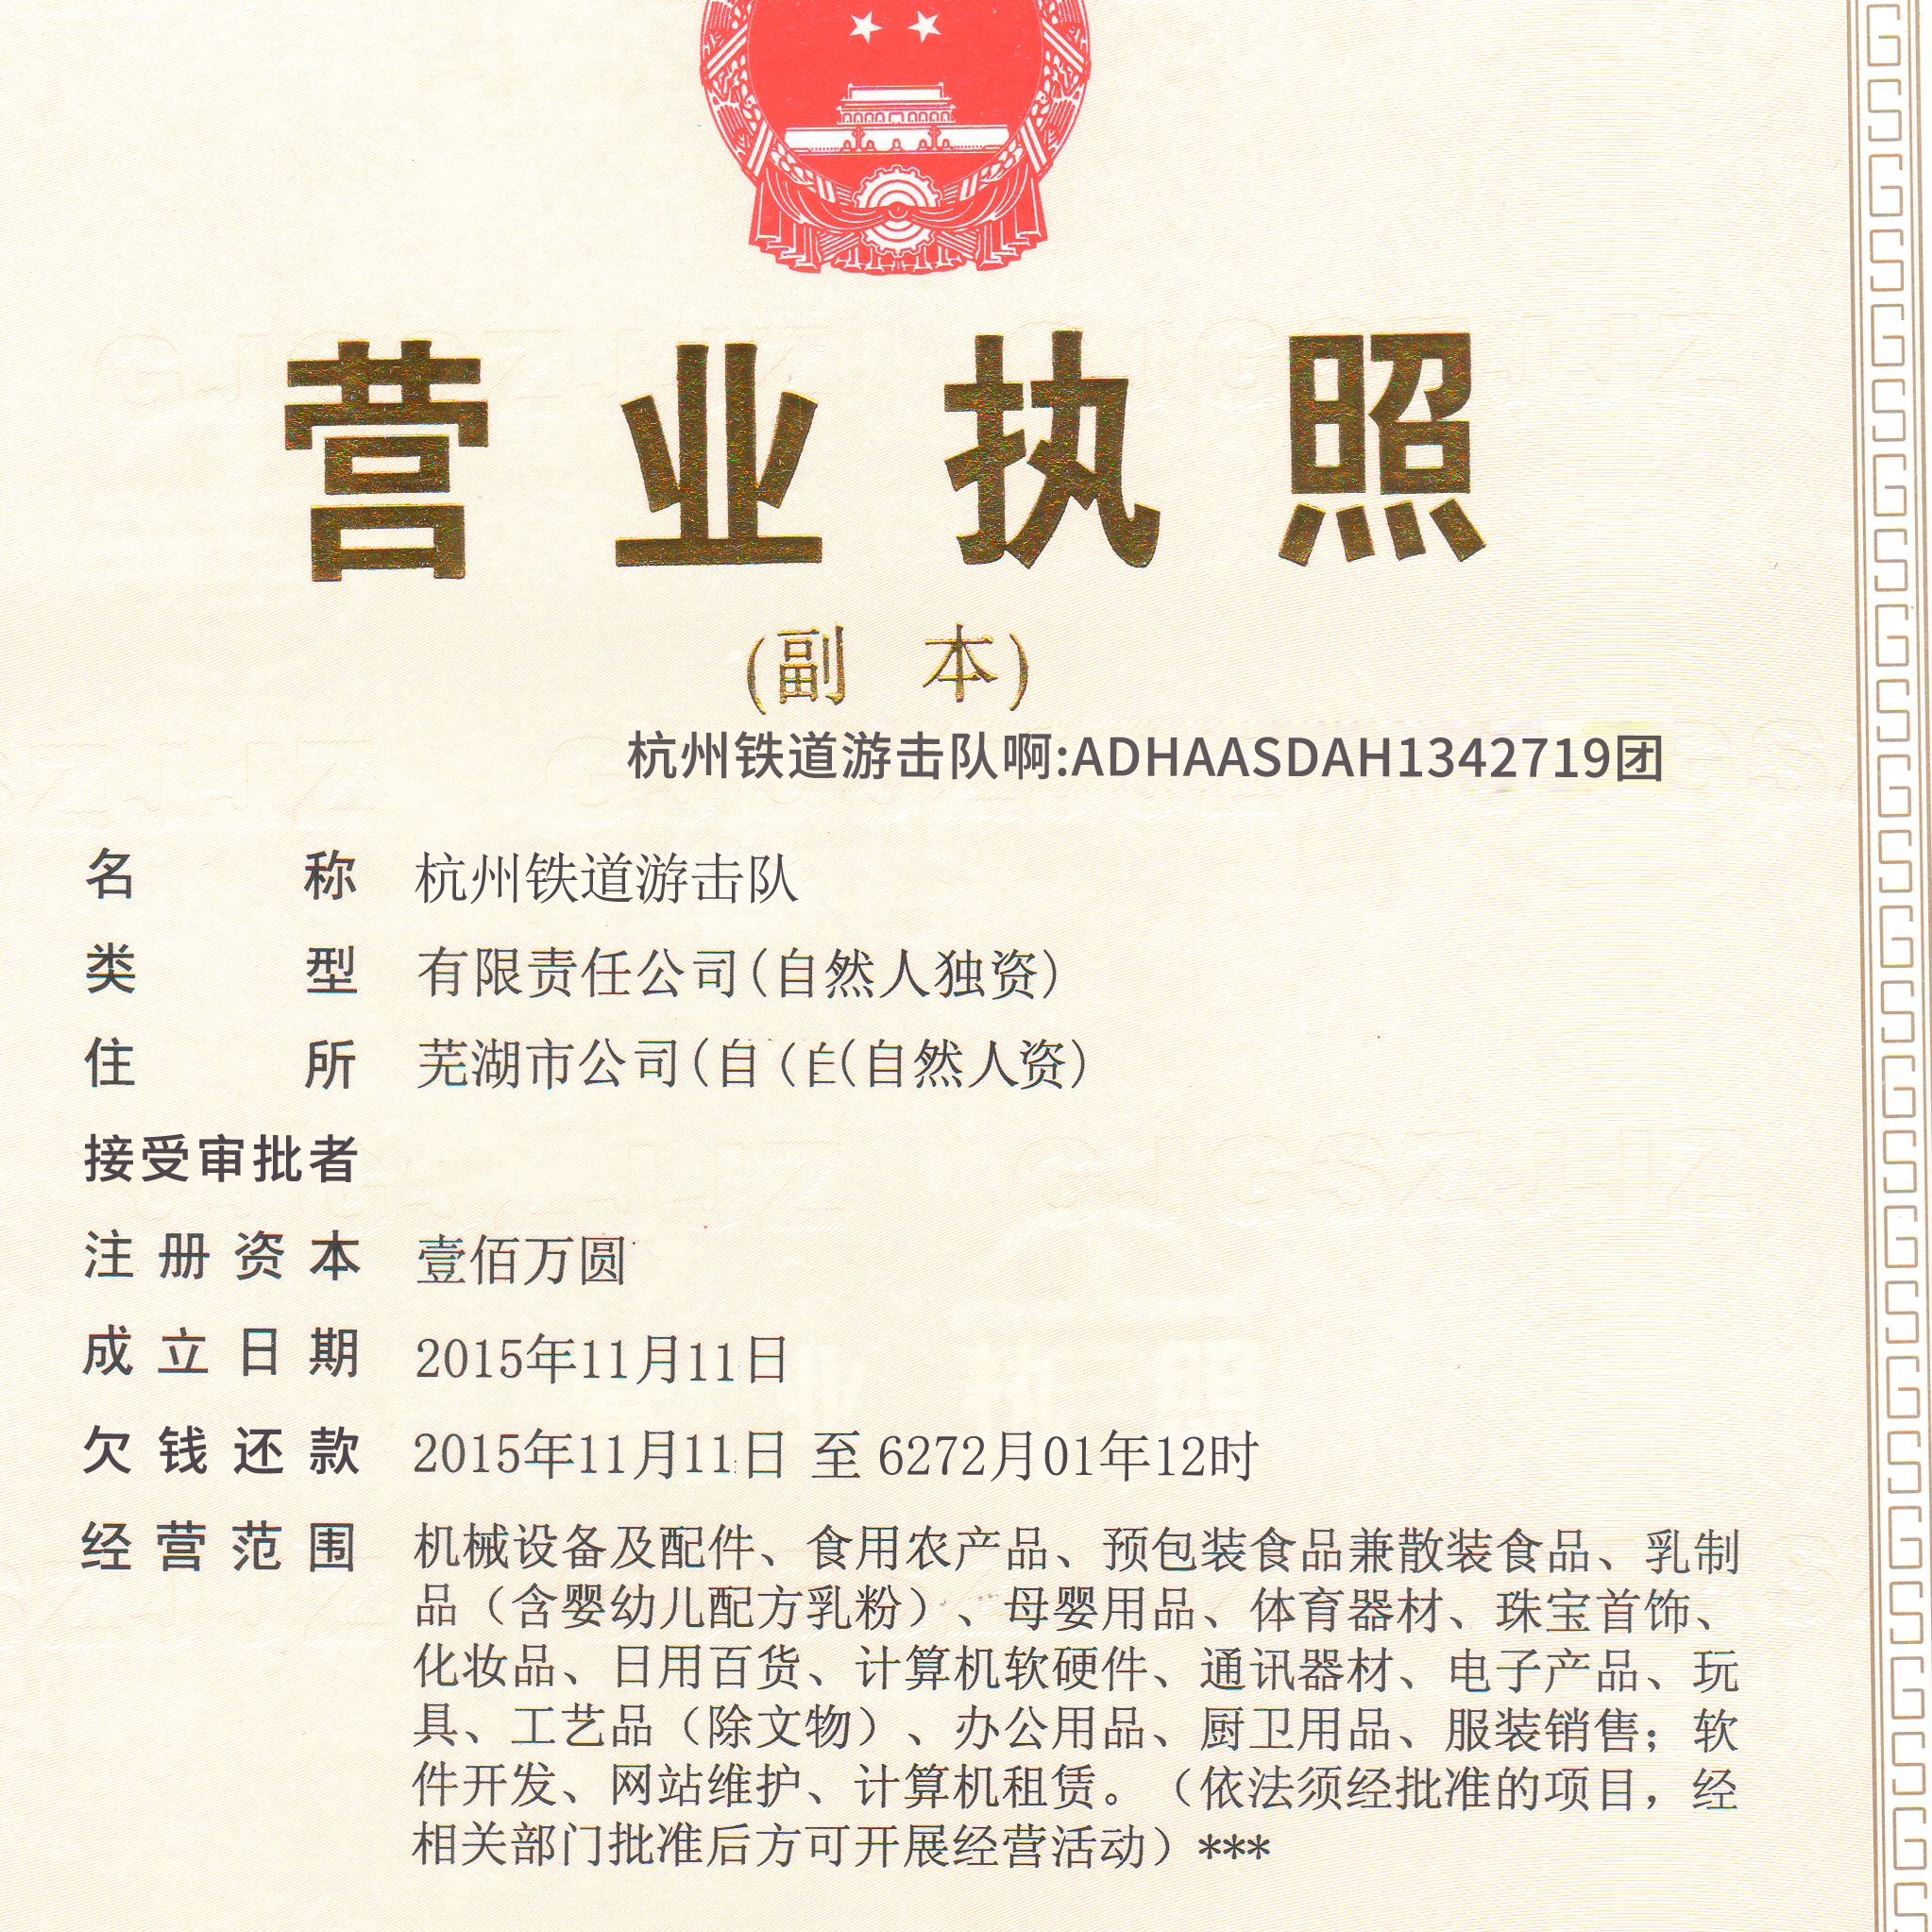 营业执照
(副 本)
杭州铁道游击队啊:ADHAASDAH1342719团
名称 杭州铁道游击队
类型 有限责任公司(自然人独资)
住所 芜湖市公司(自(自(自然人资)
接受审批者
注册资本 壹佰万圆
成立日期 2015年11月11日
欠钱还款 2015年11月11日 至 6272月01年12时
经营范围 机械设备及配件、食用农产品、预包装食品兼散装食品、乳制
品（含婴幼儿配方乳粉）、母婴用品、体育器材、珠宝首饰、
化妆品、日用百货、计算机软硬件、通讯器材、电子产品、玩
具、工艺品（除文物）、办公用品、厨卫用品、服装销售；软
件开发、网站维护、计算机租赁。（依法须经批准的项目，经
相关部门批准后方可开展经营活动）***